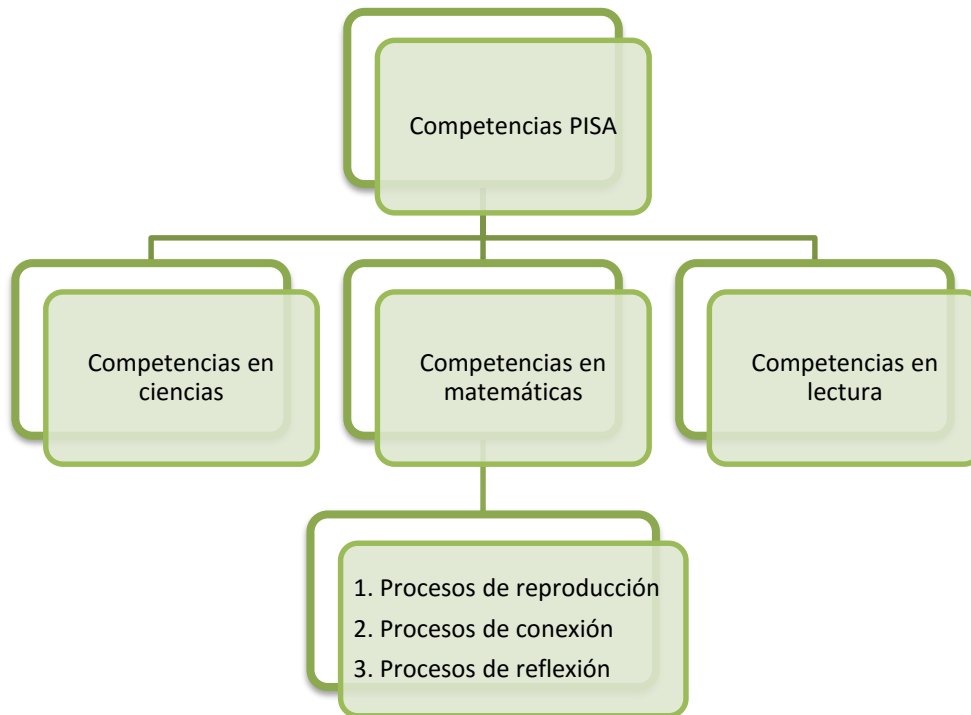 Competencias PISA
Competencias en
ciencias
Competencias en
matemáticas
Competencias en
lectura
1. Procesos de reproducción
2. Procesos de conexión
3. Procesos de reflexión